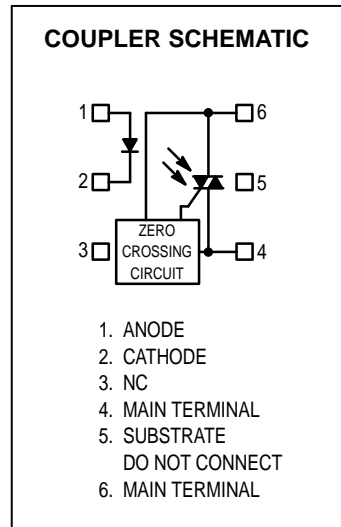 COUPLER SCHEMATIC
1
6
2
5
3
ZERO
CROSSING
CIRCUIT
4
1. ANODE
2. CATHODE
3. NC
4. MAIN TERMINAL
5. SUBSTRATE
DO NOT CONNECT
6. MAIN TERMINAL